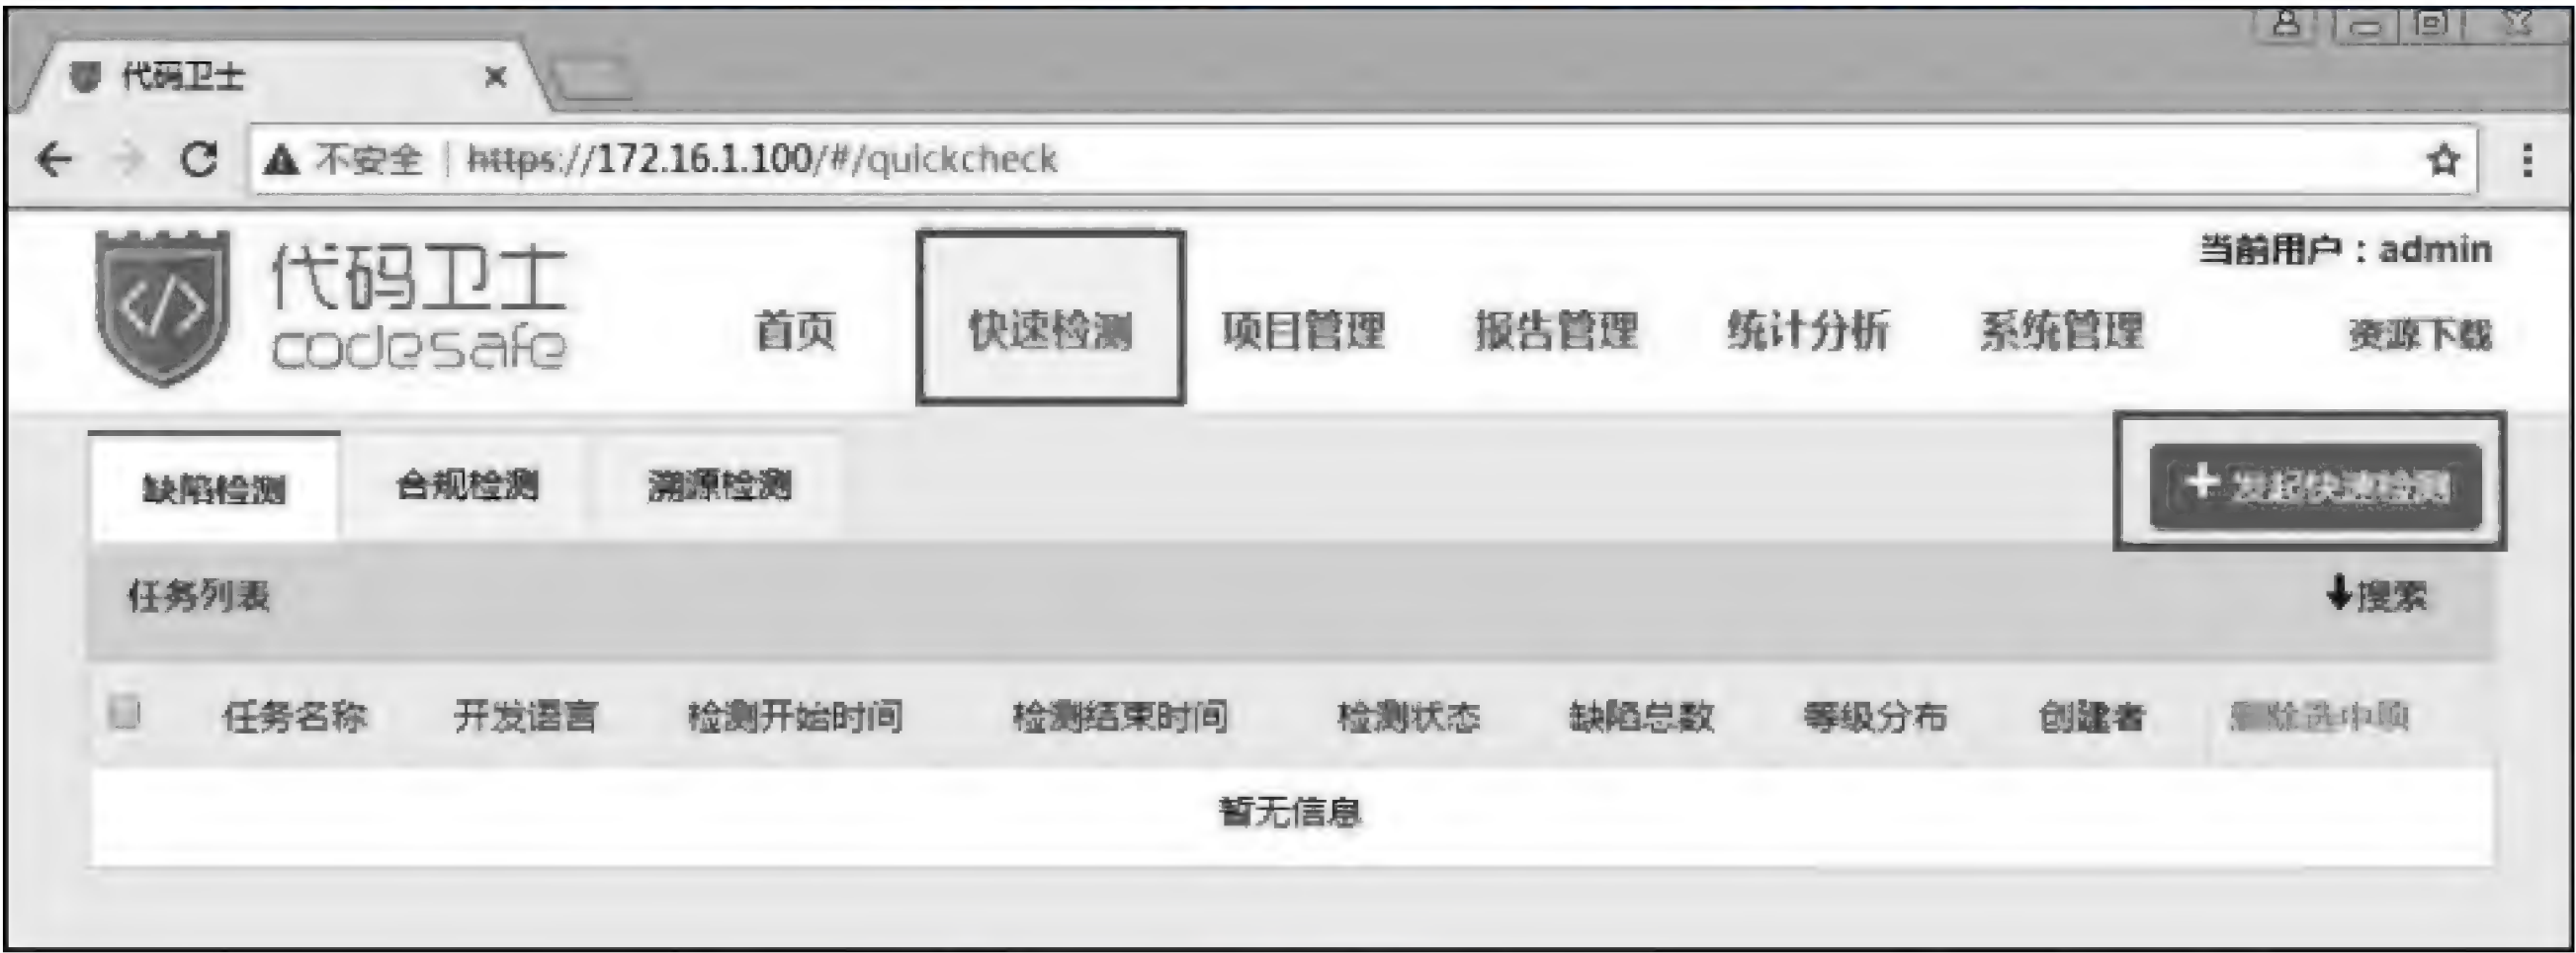 代码卫士
不安全 https://172.16.1.100/#/quickcheck
代码卫士
codesafe
当前用户：admin
首页 快速检测 项目管理 报告管理 统计分析 系统管理 资源下载
缺陷检测 合规检测 溯源检测 +发起快速检测
任务列表 搜索
任务名称 开发语言 检测开始时间 检测结束时间 检测状态 缺陷总数 等级分布 创建者 删除选中项
暂无信息